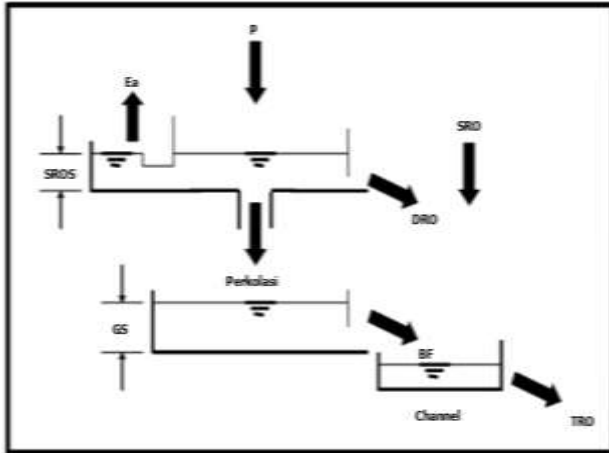 P
Ea
SRO
SROS
DRO
Perkolasi
GS
BF
Channel
TRO